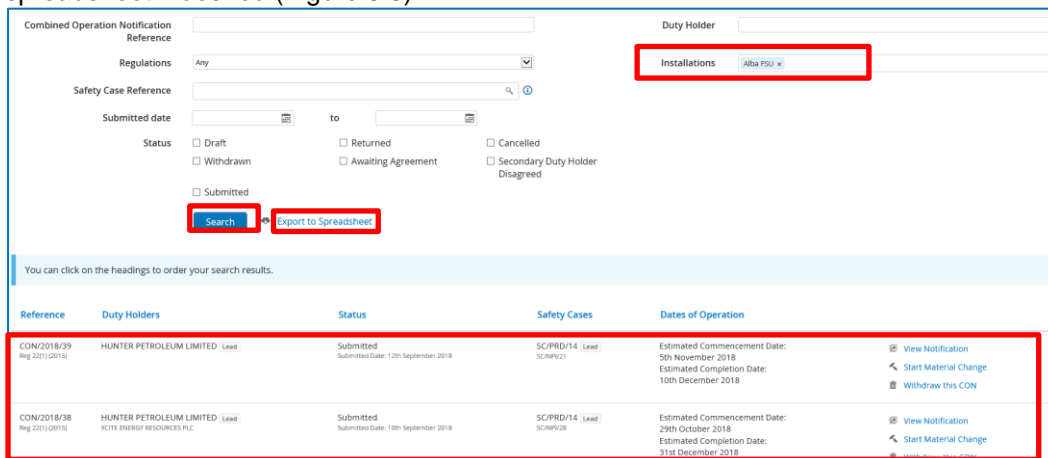 Combined Operation Notification Reference
Duty Holder
Regulations Any
Installations Alba FSU ×
Safety Case Reference
Submitted date to
Status Draft Returned Cancelled
Withdrawn Awaiting Agreement Secondary Duty Holder Disagreed
Submitted
Search Export to Spreadsheet
You can click on the headings to order your search results.
Reference Duty Holders Status Safety Cases Dates of Operation
CON/2018/39 HUNTER PETROLEUM LIMITED Lead Submitted SC/PRD/14 Lead Estimated Commencement Date:
Reg 22(1) (2015) Submitted Date: 12th September 2018 SC/NPI/21 5th November 2018
Estimated Completion Date:
10th December 2018
View Notification
Start Material Change
Withdraw this CON
CON/2018/38 HUNTER PETROLEUM LIMITED Lead Submitted SC/PRD/14 Lead Estimated Commencement Date:
Reg 22(1) (2015) XCITE ENERGY RESOURCES PLC Submitted Date: 10th September 2018 SC/NPI/28 29th October 2018
Estimated Completion Date:
31st December 2018
View Notification
Start Material Change
Withdraw this CON